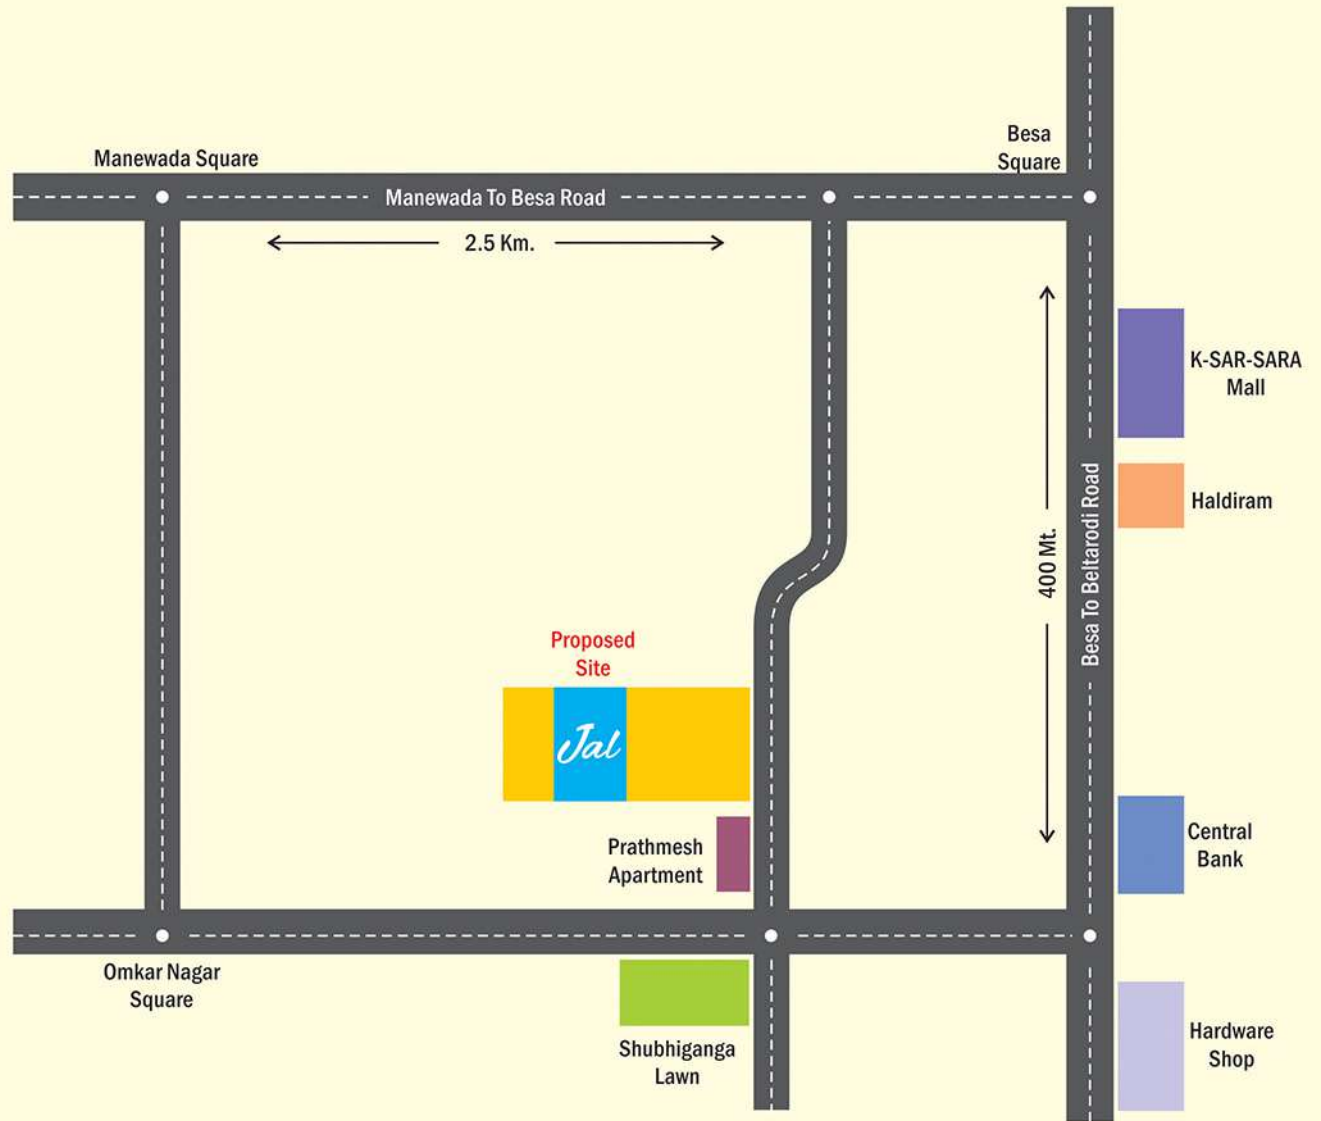 Besa
Square
Manewada Square
Manewada To Besa Road
2.5 Km.
K-SAR-SARA
Mall
Haldiram
400 Mt.
Besa To Beltarodi Road
Proposed
Site
Jal
Prathmesh
Apartment
Central
Bank
Omkar Nagar
Square
Shubhiganga
Lawn
Hardware
Shop